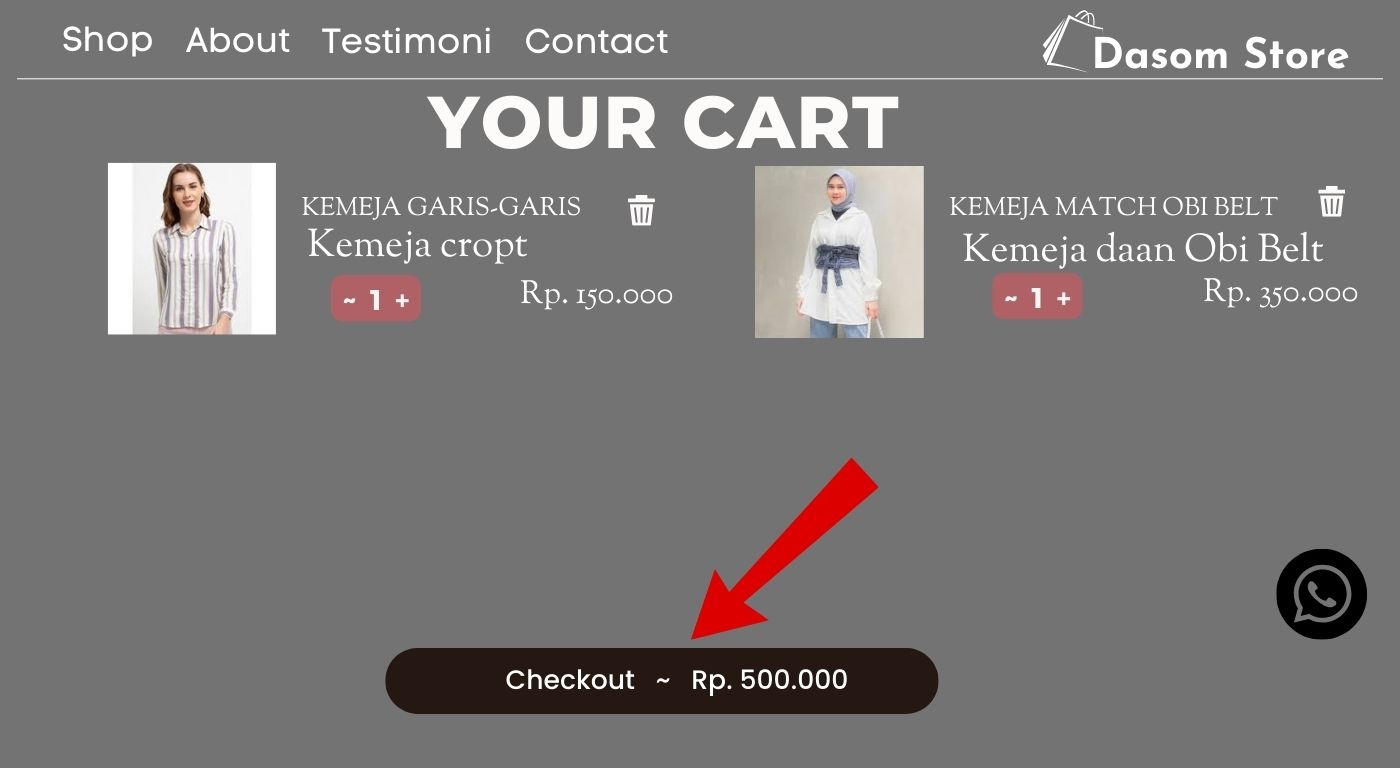 Shop About Testimoni Contact
Dasom Store
YOUR CART
KEMEJA GARIS-GARIS
Kemeja cropt
~ 1 +
Rp. 150.000
KEMEJA MATCH OBI BELT
Kemeja daan Obi Belt
~ 1 +
Rp. 350.000
Checkout ~ Rp. 500.000